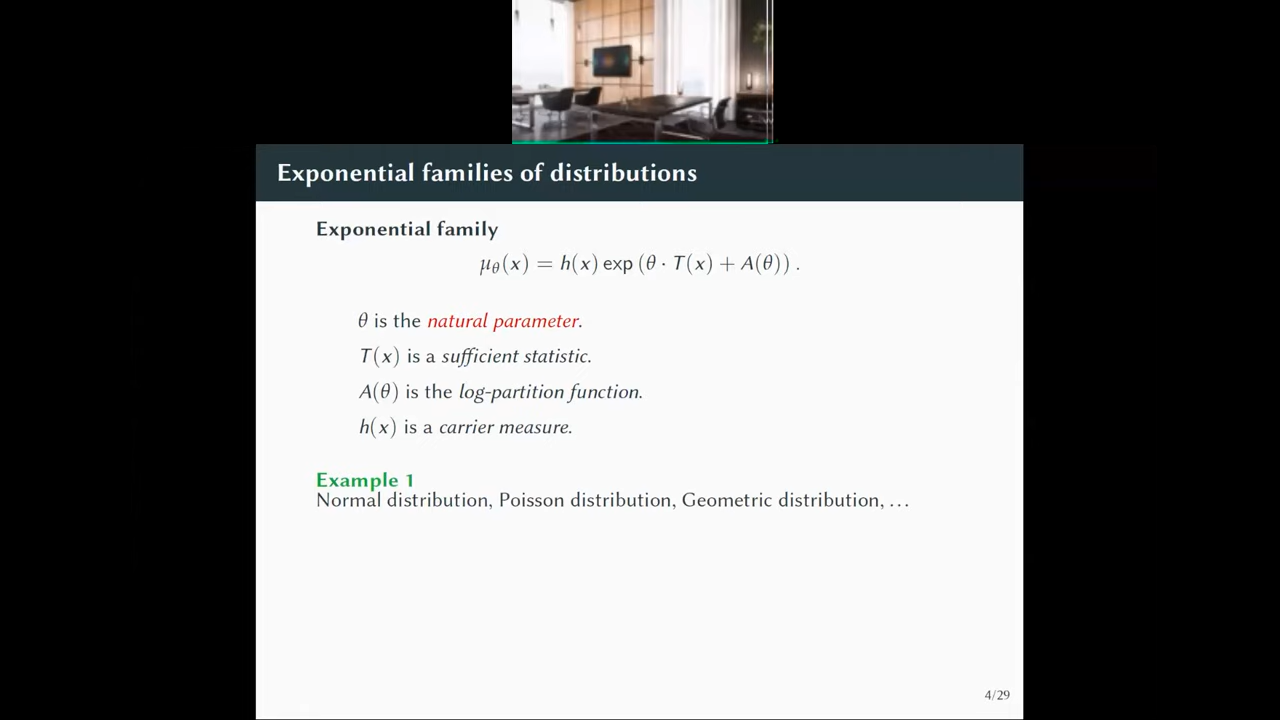 Exponential families of distributions
Exponential family
μ_θ(x) = h(x) exp (θ · T(x) + A(θ)) .
θ is the natural parameter.
T(x) is a sufficient statistic.
A(θ) is the log-partition function.
h(x) is a carrier measure.
Example 1
Normal distribution, Poisson distribution, Geometric distribution, …
4/29